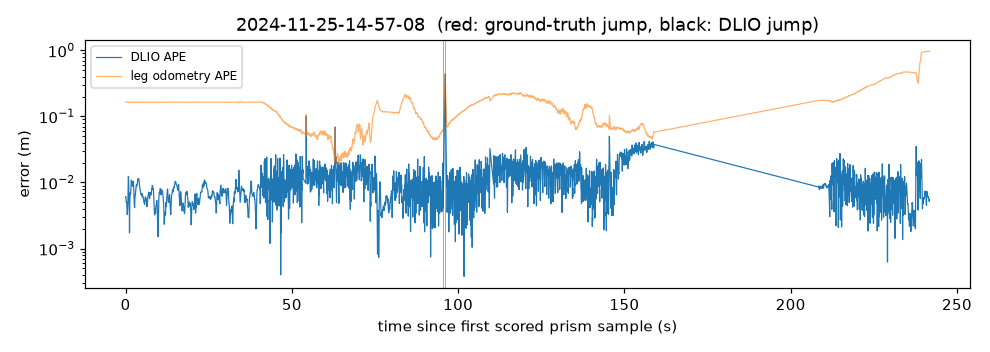 2024-11-25-14-57-08 (red: ground-truth jump, black: DLIO jump)
DLIO APE
leg odometry APE
error (m)
10⁰
10⁻¹
10⁻²
10⁻³
0 50 100 150 200 250
time since first scored prism sample (s)